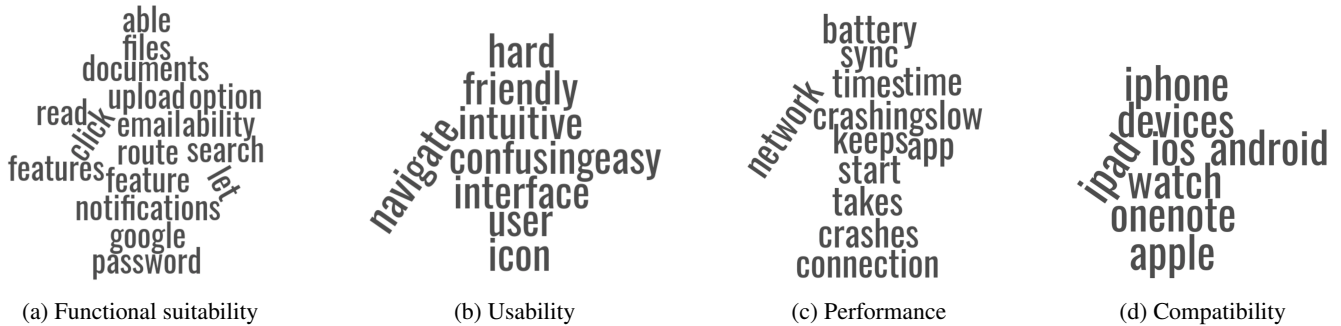 able
files
documents
upload option
read
click
email ability
route search
features
feature
let
notifications
google
password
(a) Functional suitability
hard
friendly
intuitive
navigate
confusing easy
interface
user
icon
(b) Usability
battery
sync
times time
network
crashing slow
keeps app
start
takes
crashes
connection
(c) Performance
iphone
devices
ipad
ios android
watch
onenote
apple
(d) Compatibility